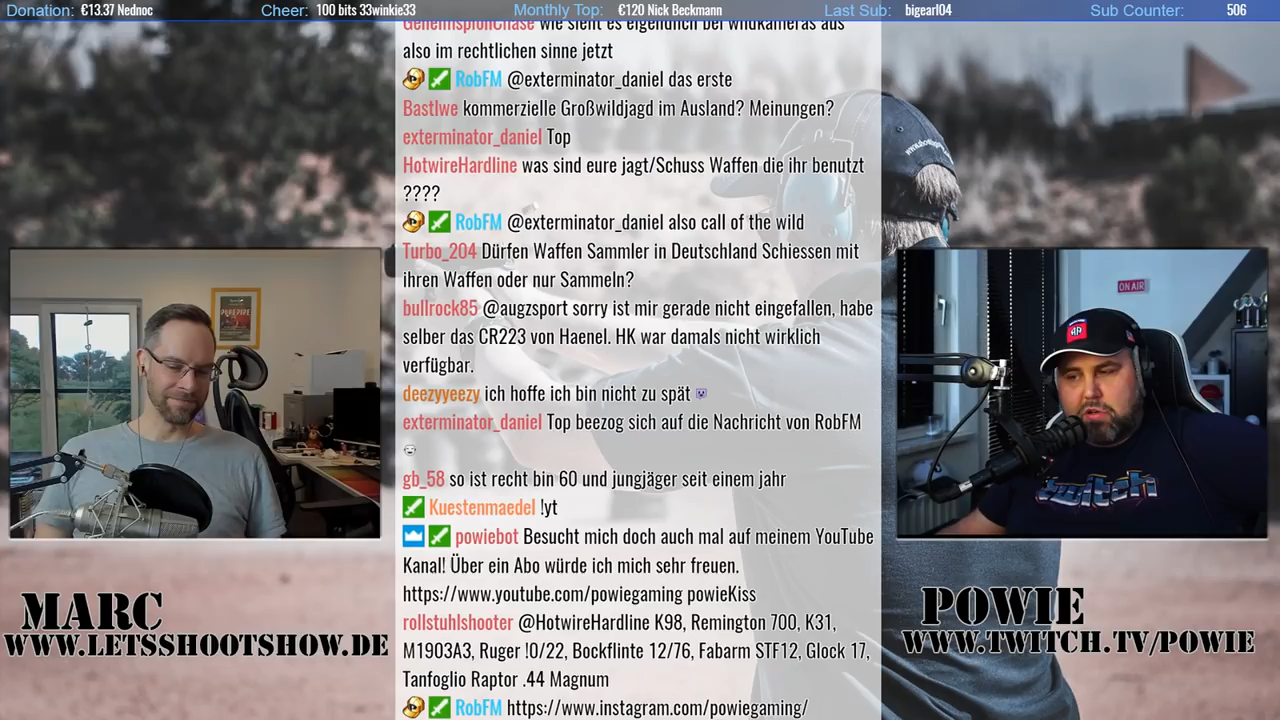 Donation: €13.37 Nednoc Cheer: 100 bits 33winkie33 Monthly Top: €120 Nick Beckmann Last Sub: bigearl04 Sub Counter: 506
GeheimspionChase wie sieht es eigendlich bei wildkameras aus
also im rechtlichen sinne jetzt
RobFM @exterminator_daniel das erste
Bastlwe kommerzielle Großwildjagd im Ausland? Meinungen?
exterminator_daniel Top
HotwireHardline was sind eure jagt/Schuss Waffen die ihr benutzt
????
RobFM @exterminator_daniel also call of the wild
Turbo_204 Dürfen Waffen Sammler in Deutschland Schiessen mit
ihren Waffen oder nur Sammeln?
bullrock85 @augzsport sorry ist mir gerade nicht eingefallen, habe
selber das CR223 von Haenel. HK war damals nicht wirklich
verfügbar.
deezyyeezy ich hoffe ich bin nicht zu spät
exterminator_daniel Top beezog sich auf die Nachricht von RobFM
gb_58 so ist recht bin 60 und jungjäger seit einem jahr
Kuestenmaedel !yt
powiebot Besucht mich doch auch mal auf meinem YouTube
Kanal! Über ein Abo würde ich mich sehr freuen.
https://www.youtube.com/powiegaming powieKiss
rollstuhlshooter @HotwireHardline K98, Remington 700, K31,
M1903A3, Ruger !0/22, Bockflinte 12/76, Fabarm STF12, Glock 17,
Tanfoglio Raptor .44 Magnum
RobFM https://www.instagram.com/powiegaming/
MARC
WWW.LETSSHOOTSHOW.DE
ON AIR
twitch
POWIE
WWW.TWITCH.TV/POWIE